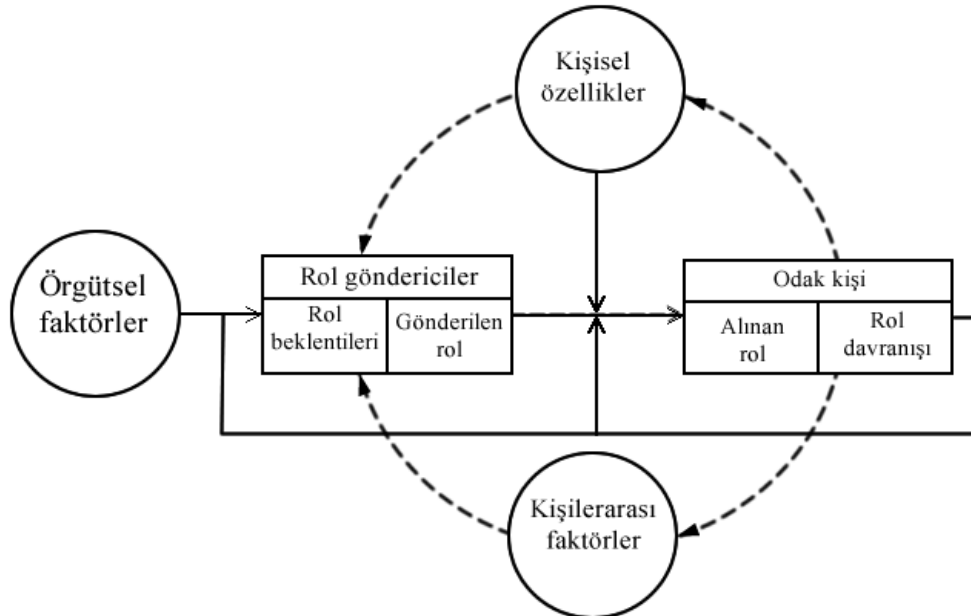 Kişisel
özellikler
Örgütsel
faktörler
Rol göndericiler
Rol
beklentileri
Gönderilen
rol
Odak kişi
Alınan
rol
Rol
davranışı
Kişilerarası
faktörler